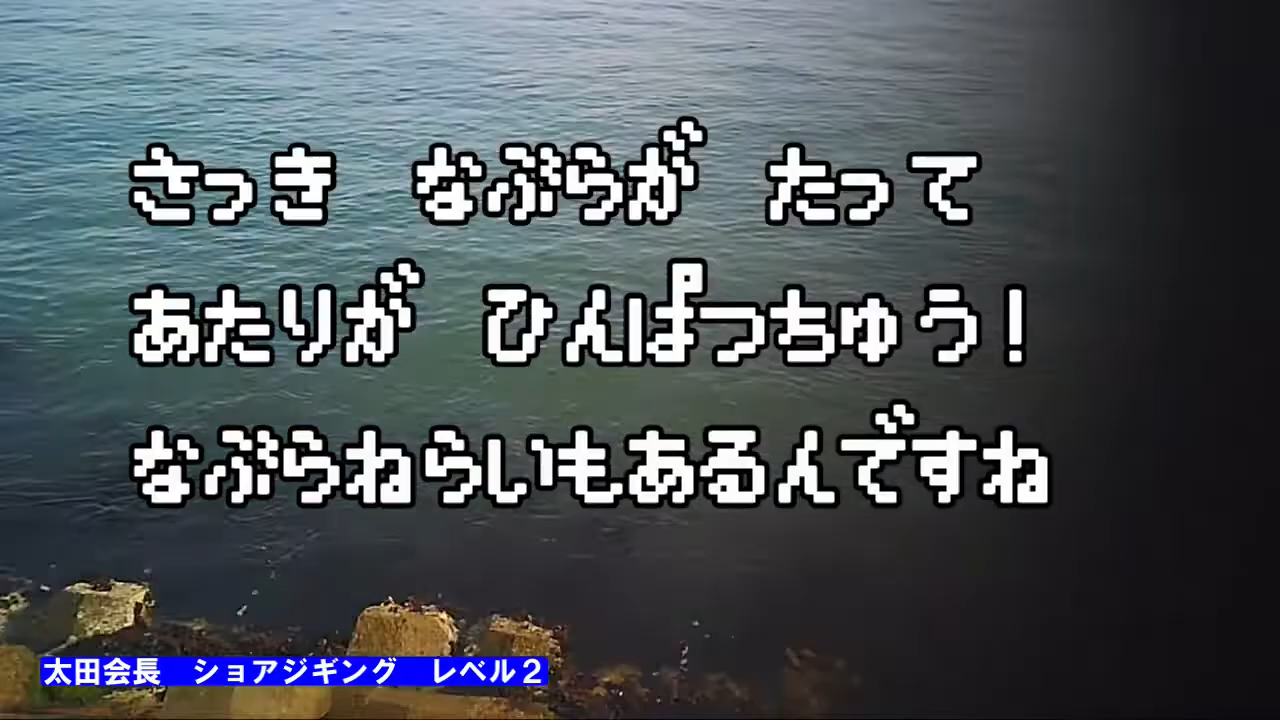 さっき　なぶらが　たって
あたりが　ひんぱつちゅう！
なぶらねらいもあるんですね
太田会長　ショアジギング　レベル２